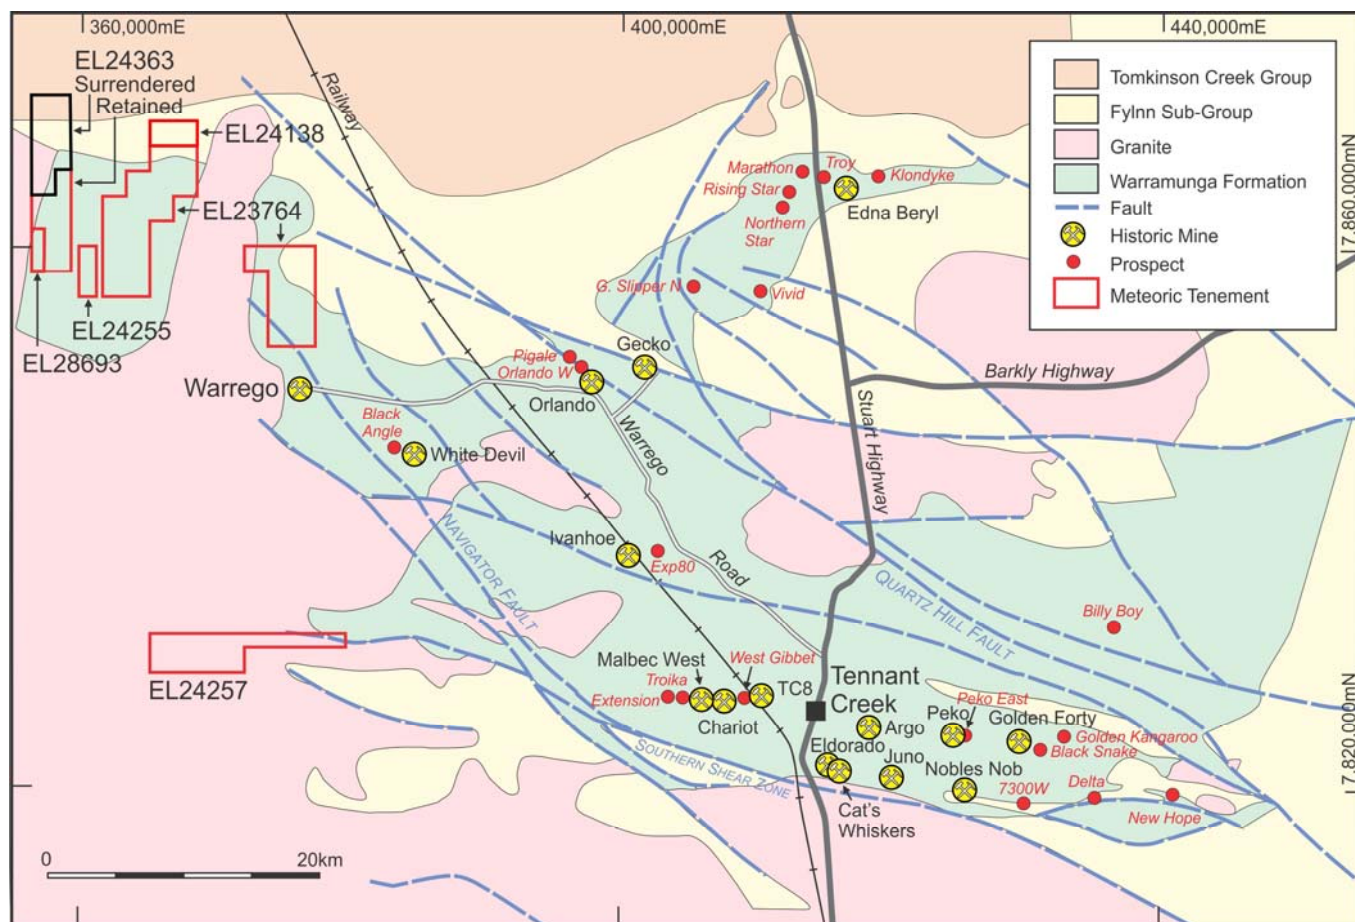 360,000mE
400,000mE
440,000mE
7,860,000mN
7,820,000mN
EL24363
Surrendered
Retained
EL24138
EL23764
EL24255
EL28693
EL24257
Railway
Tomkinson Creek Group
Fylnn Sub-Group
Granite
Warramunga Formation
Fault
Historic Mine
Prospect
Meteoric Tenement
Marathon
Troy
Klondyke
Rising Star
Edna Beryl
Northern
Star
G. Slipper N
Vivid
Gecko
Pigale
Orlando W
Orlando
Warrego
Barkly Highway
Stuart Highway
Black
Angle
White Devil
Warrego
Road
NAVIGATOR FAULT
Ivanhoe
Exp80
QUARTZ HILL FAULT
Billy Boy
Malbec West
West Gibbet
Troika
Extension
TC8
Chariot
Tennant
Creek
Argo
Peko
Peko East
Golden Forty
Golden Kangaroo
Black Snake
Eldorado
Juno
Nobles Nob
7300W
Delta
New Hope
Cat's
Whiskers
SOUTHERN SHEAR ZONE
0
20km